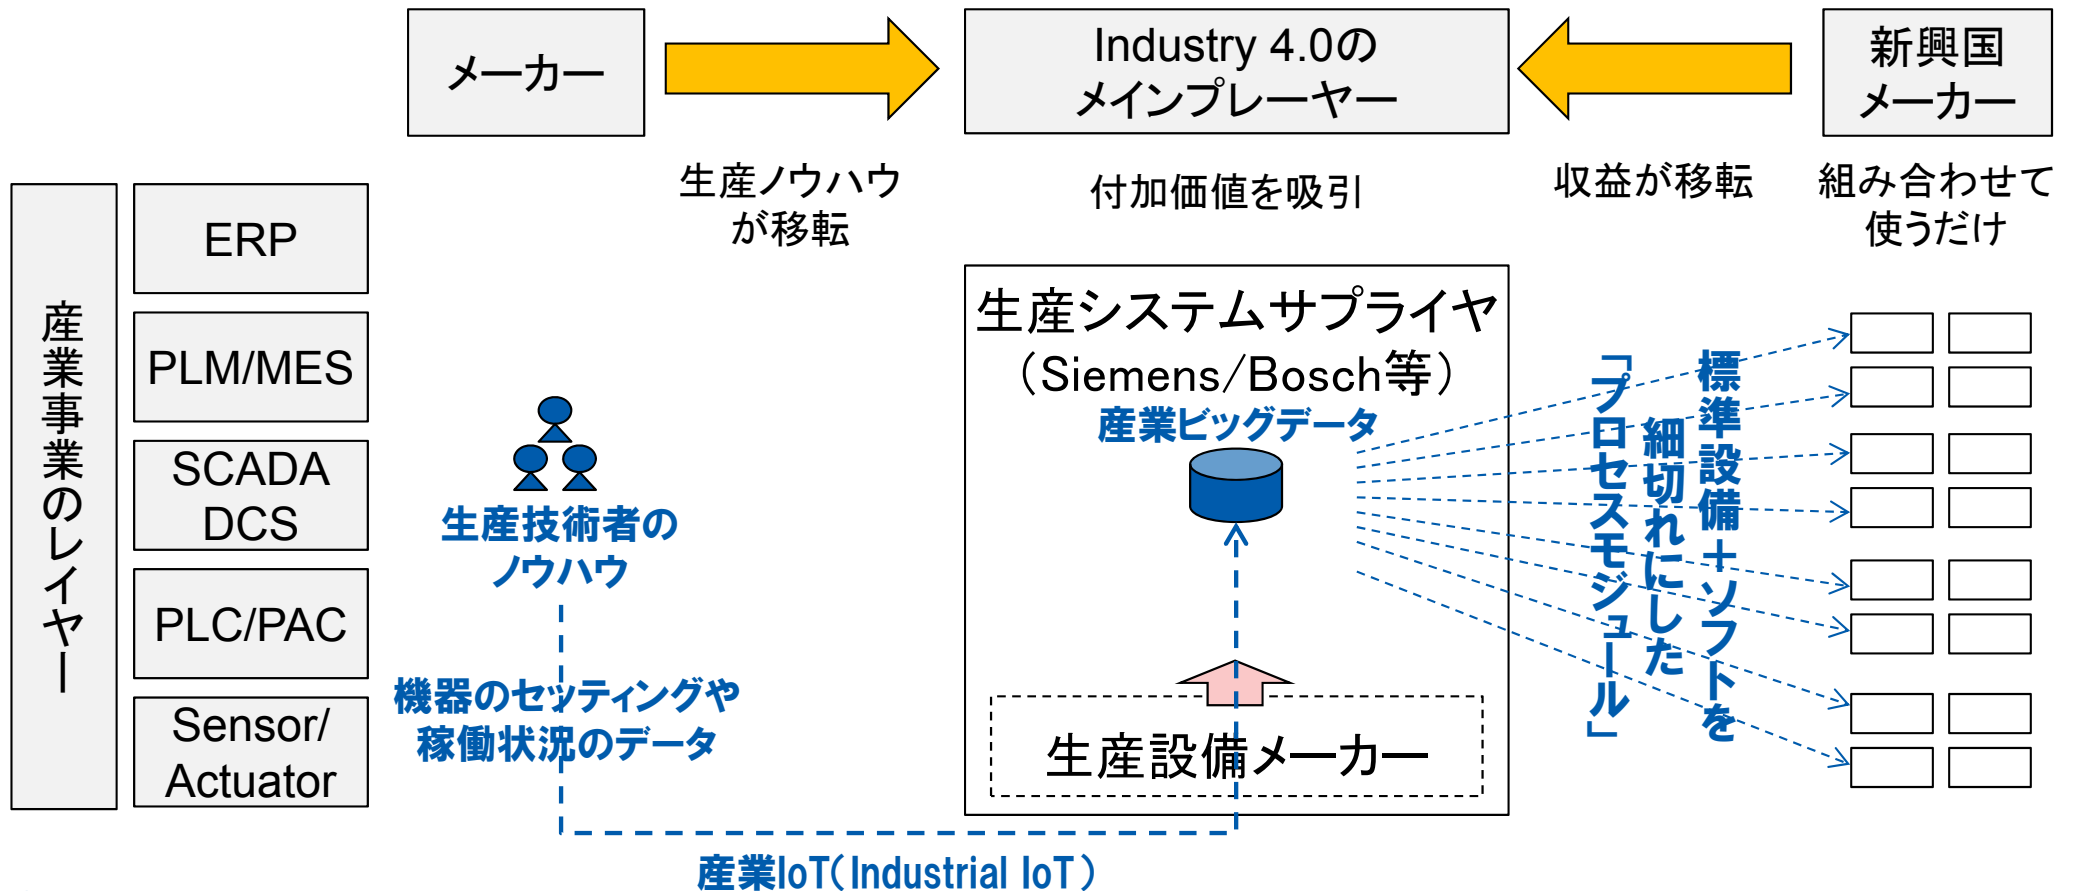 メーカー
Industry 4.0の
メインプレーヤー
新興国
メーカー
生産ノウハウ
が移転
付加価値を吸引
収益が移転
組み合わせて
使うだけ
産業事業のレイヤー
ERP
PLM/MES
SCADA
DCS
PLC/PAC
Sensor/
Actuator
生産技術者の
ノウハウ
機器のセッティングや
稼働状況のデータ
産業IoT(Industrial IoT)
生産システムサプライヤ
（Siemens/Bosch等）
産業ビッグデータ
生産設備メーカー
標準設備＋ソフトを
細切れにした
「プロセスモジュール」